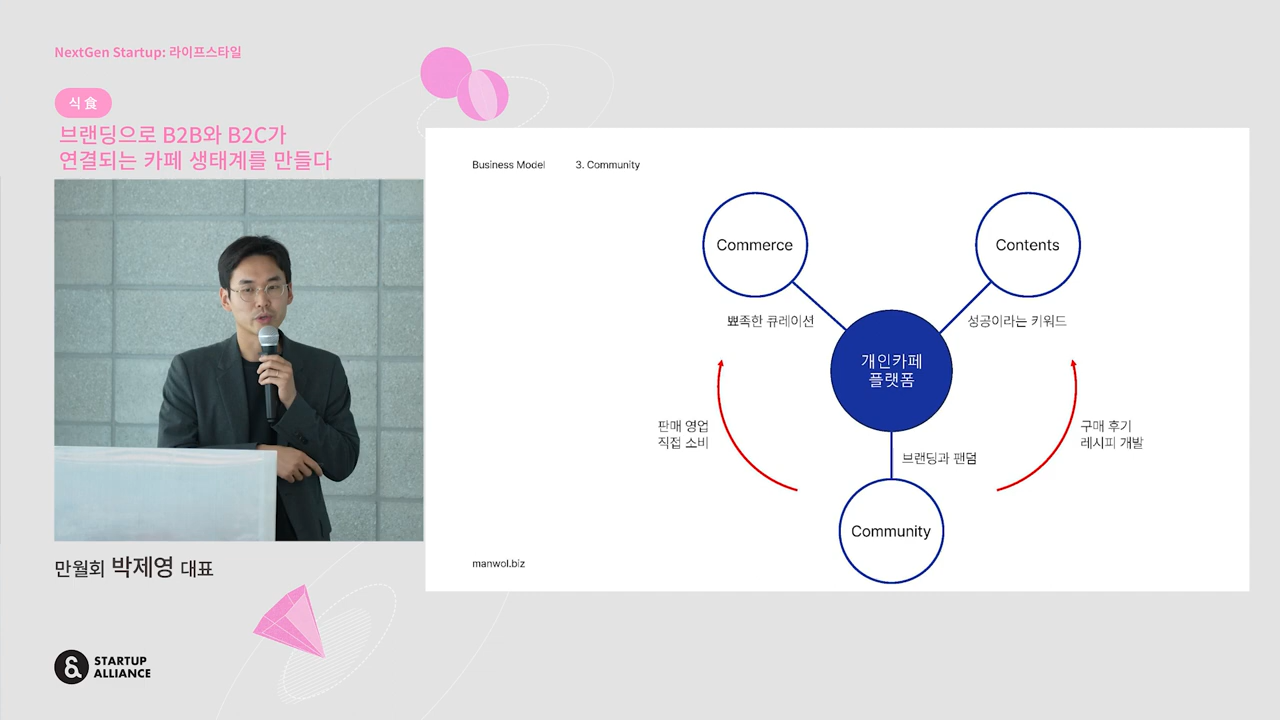 NextGen Startup: 라이프스타일
식 食
브랜딩으로 B2B와 B2C가
연결되는 카페 생태계를 만들다
만월회 박제영 대표
STARTUP
ALLIANCE
Business Model 3. Community
Commerce
Contents
뾰족한 큐레이션
성공이라는 키워드
개인카페
플랫폼
판매 영업
직접 소비
구매 후기
레시피 개발
브랜딩과 팬덤
Community
manwol.biz